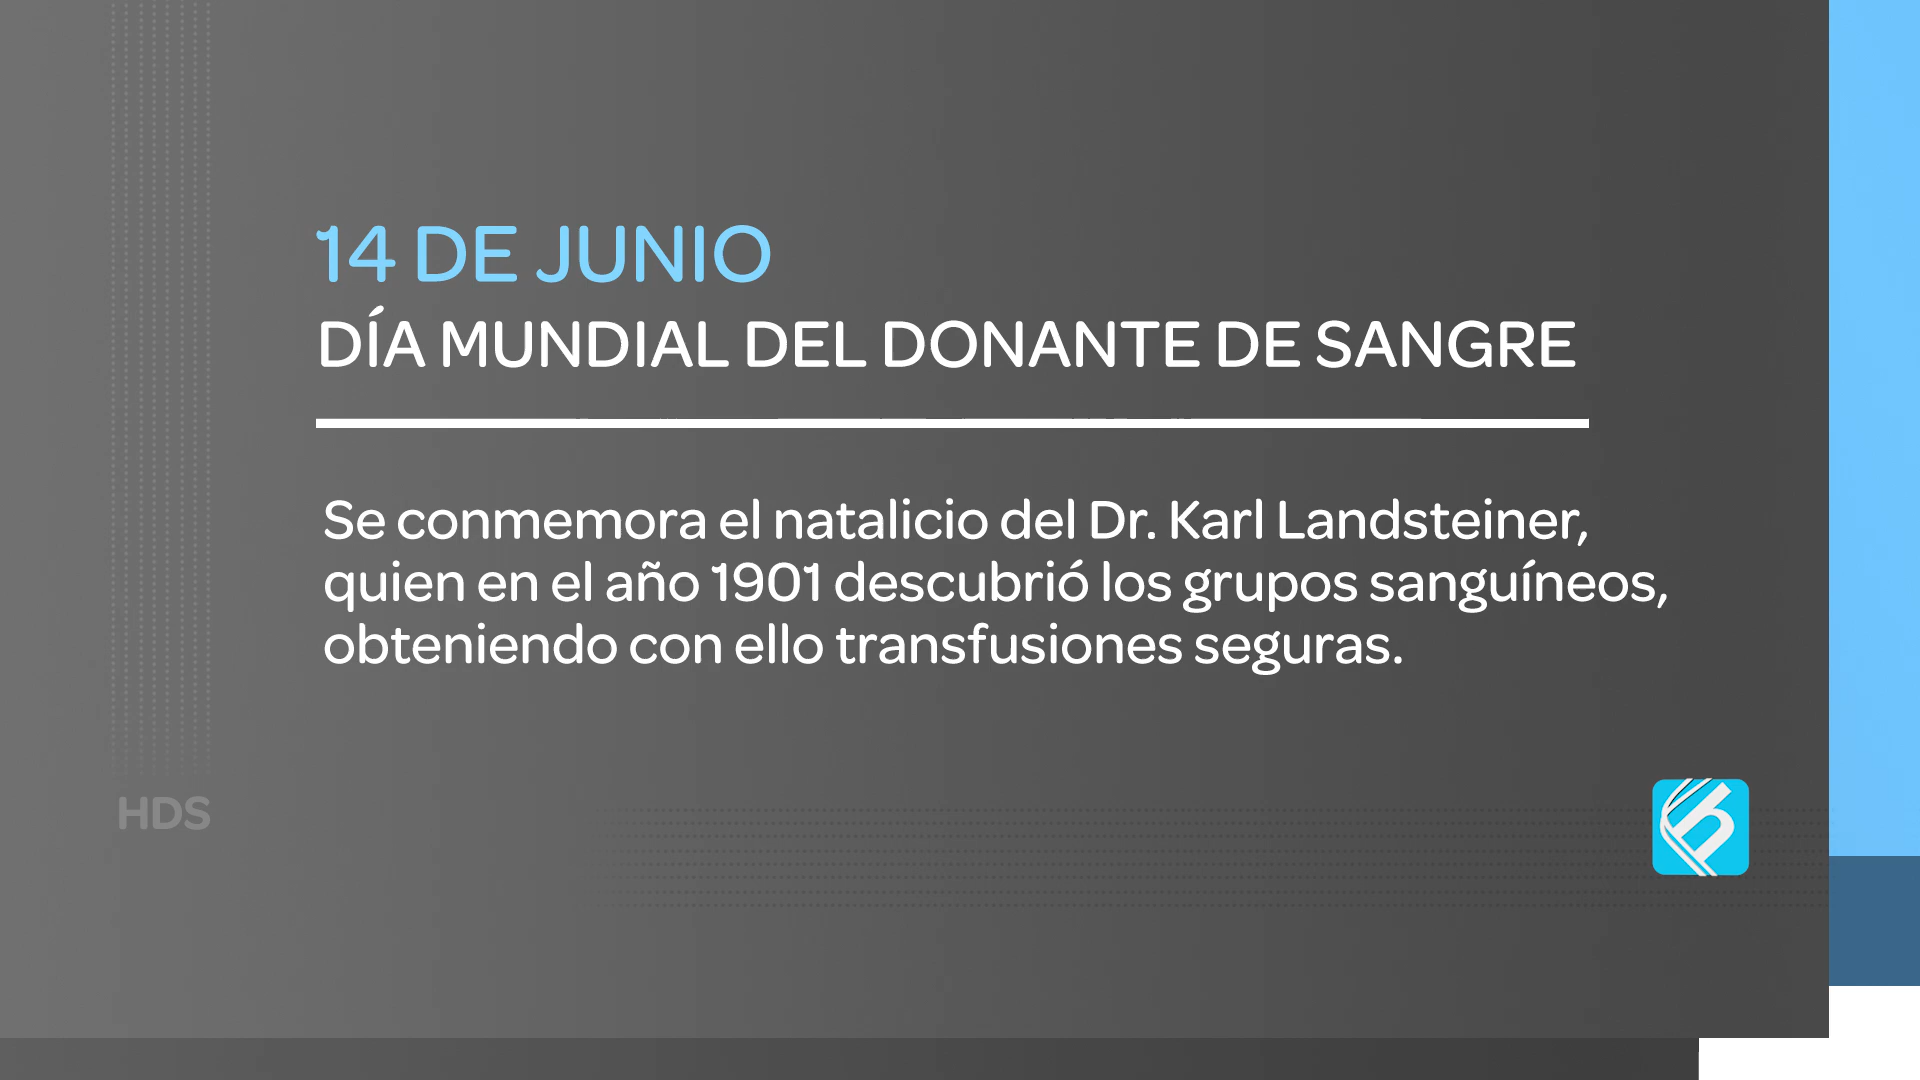 14 DE JUNIO
DÍA MUNDIAL DEL DONANTE DE SANGRE
Se conmemora el natalicio del Dr. Karl Landsteiner,
quien en el año 1901 descubrió los grupos sanguíneos,
obteniendo con ello transfusiones seguras.
HDS